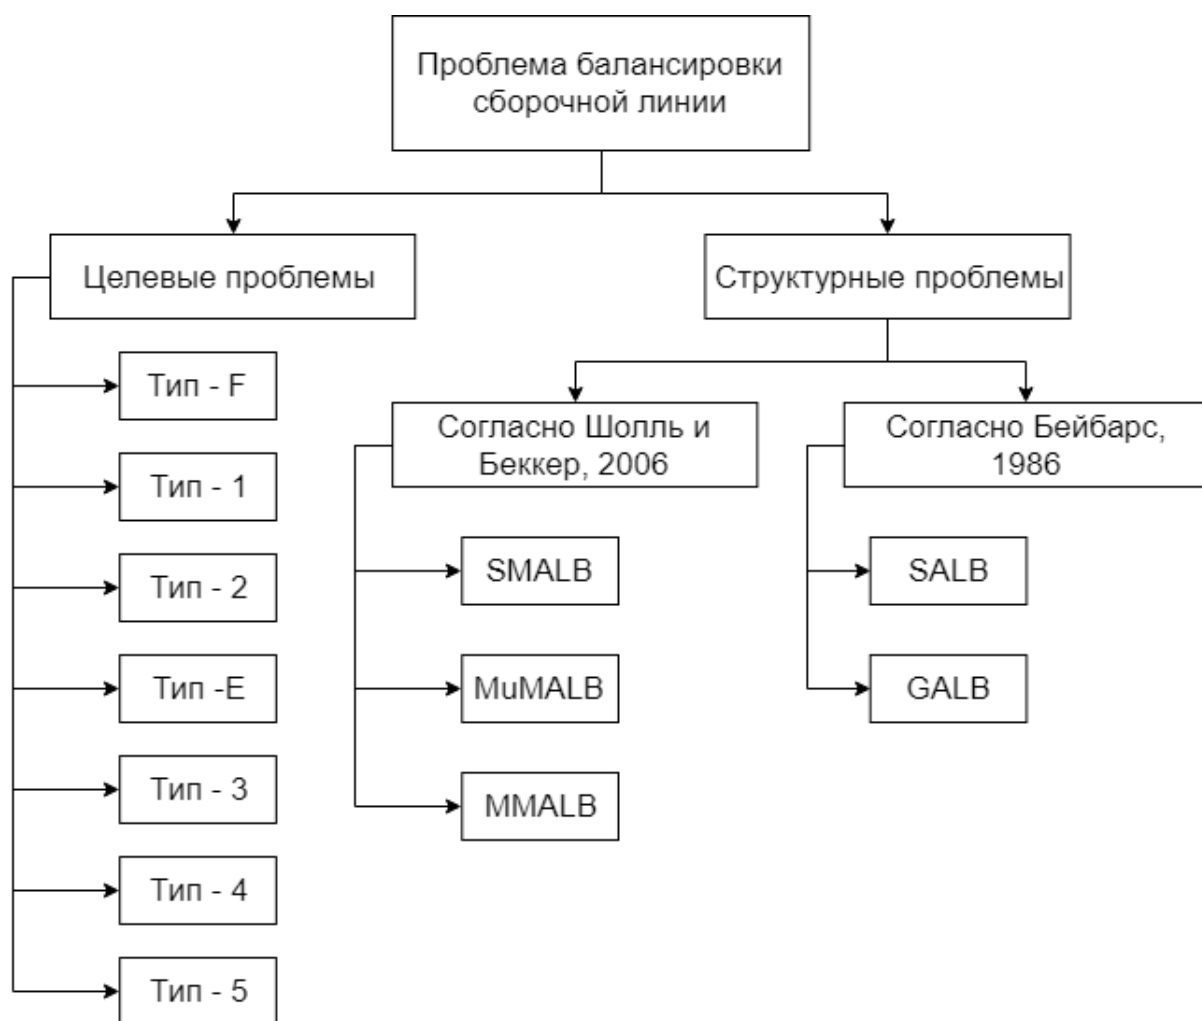 Проблема балансировки
сборочной линии
Целевые проблемы
Структурные проблемы
Тип - F
Тип - 1
Тип - 2
Тип -E
Тип - 3
Тип - 4
Тип - 5
Согласно Шолль и
Беккер, 2006
SMALB
MuMALB
MMALB
Согласно Бейбарс,
1986
SALB
GALB